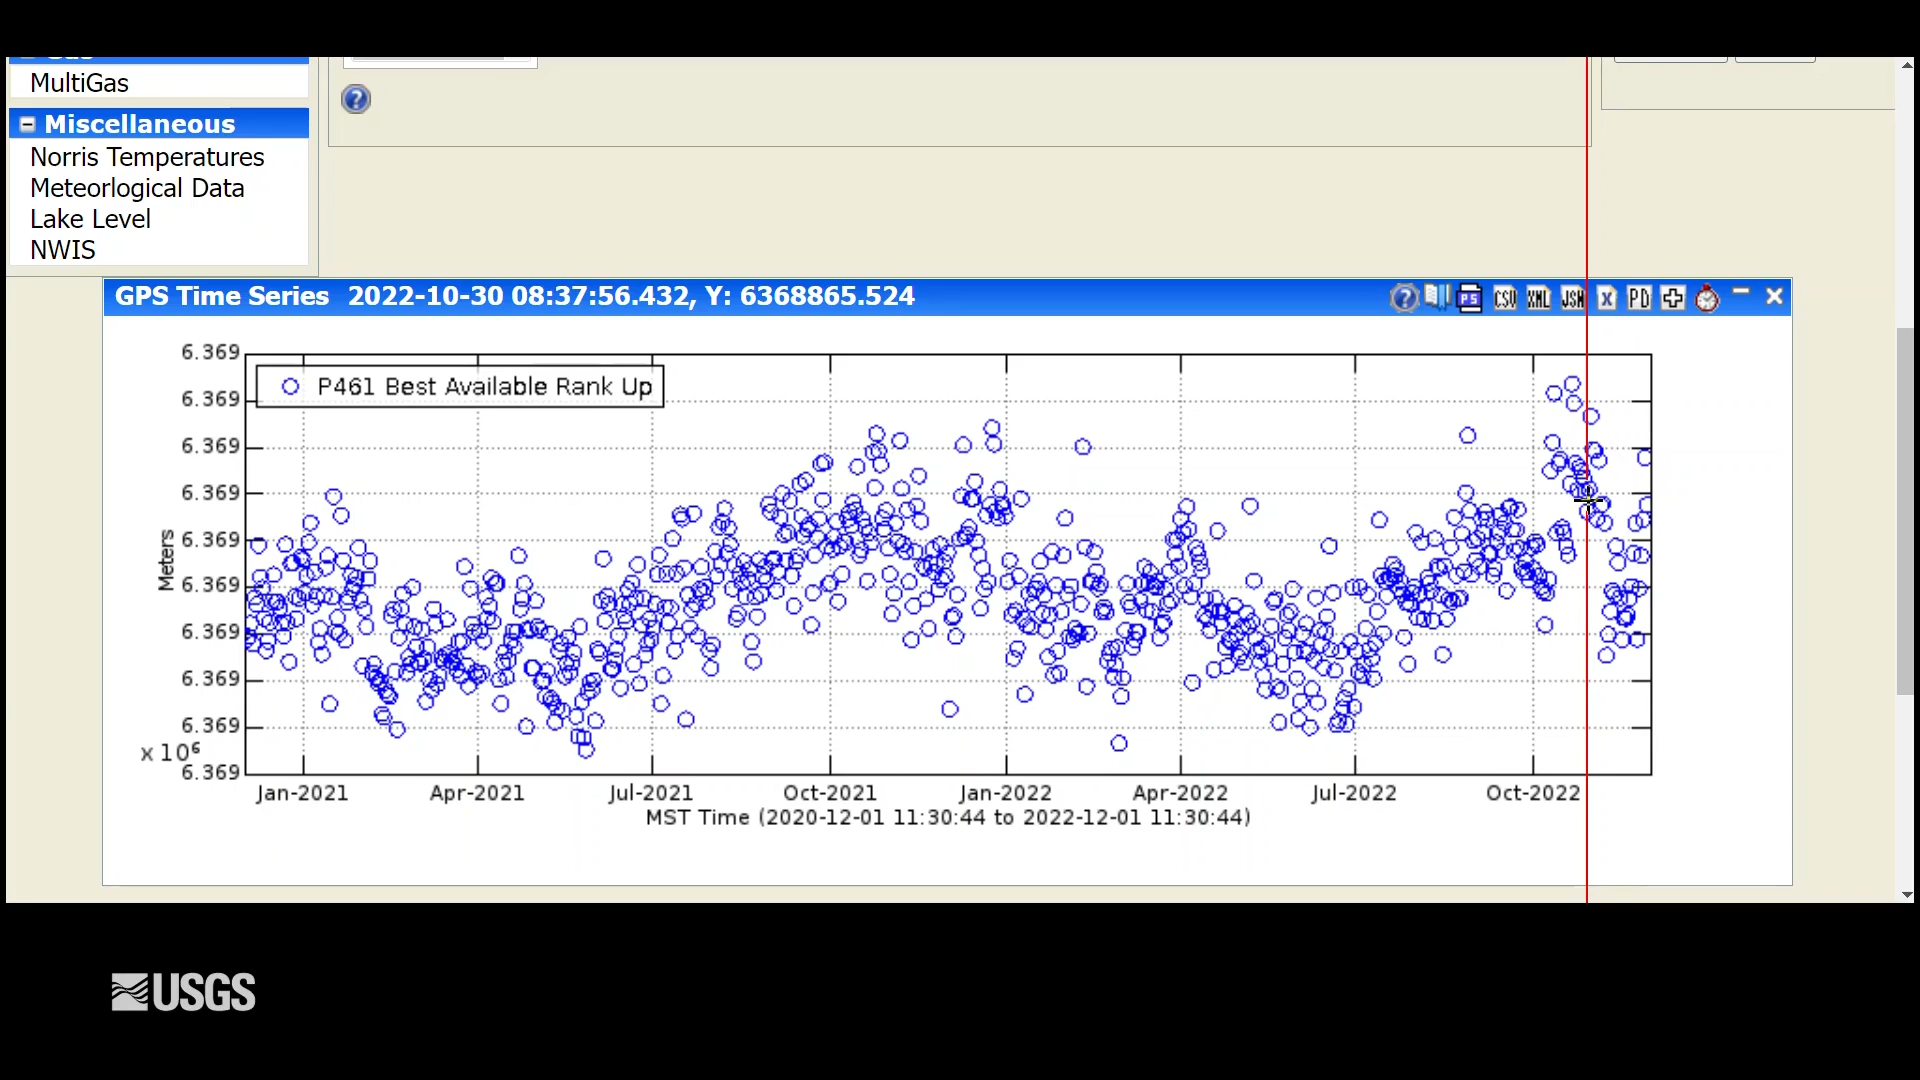 MultiGas
Miscellaneous
Norris Temperatures
Meteorlogical Data
Lake Level
NWIS
GPS Time Series 2022-10-30 08:37:56.432, Y: 6368865.524
PS CSV XML JSN X PD
6.369
P461 Best Available Rank Up
6.369
6.369
6.369
6.369
6.369
6.369
6.369
6.369
x 10⁶
6.369
Meters
Jan-2021 Apr-2021 Jul-2021 Oct-2021 Jan-2022 Apr-2022 Jul-2022 Oct-2022
MST Time (2020-12-01 11:30:44 to 2022-12-01 11:30:44)
USGS